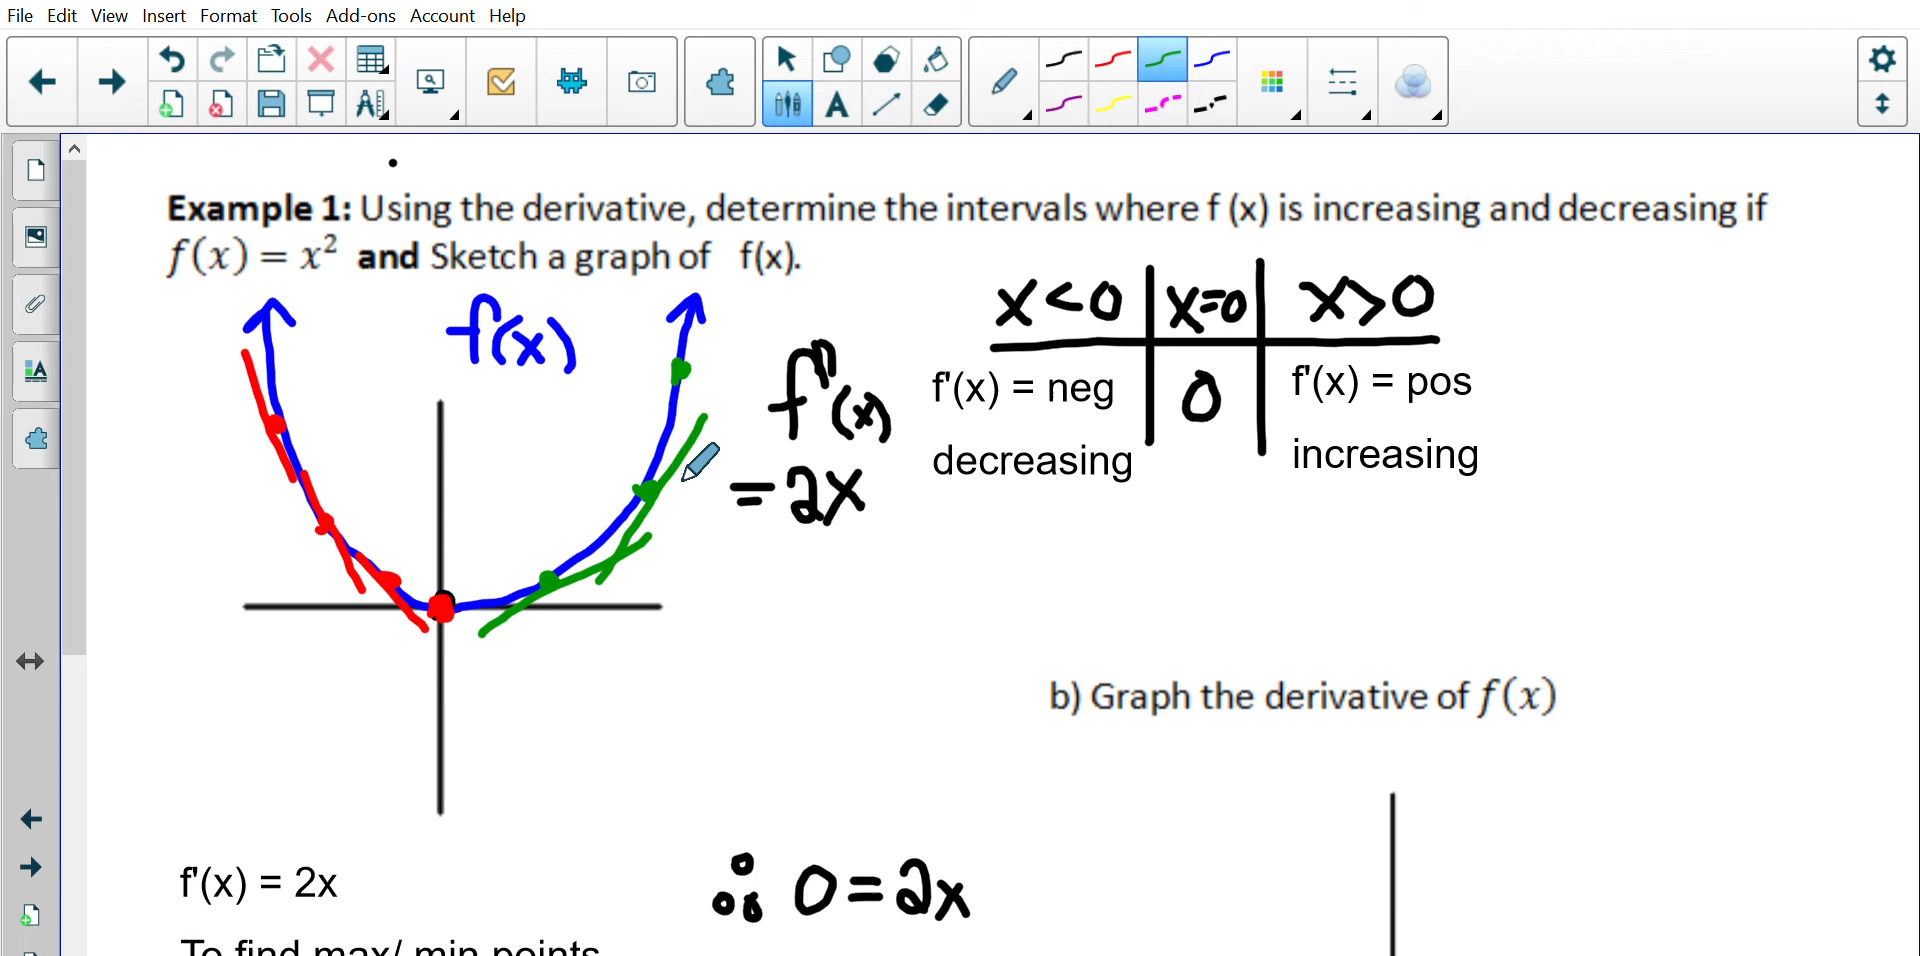 File Edit View Insert Format Tools Add-ons Account Help
Example 1: Using the derivative, determine the intervals where f (x) is increasing and decreasing if
f(x) = x² and Sketch a graph of f(x).
f(x)
x<0 x=0 x>0
f'(x) = neg 0 f'(x) = pos
decreasing increasing
f'(x)
=2x
b) Graph the derivative of f(x)
f'(x) = 2x
∴ 0=2x
To find max/ min points